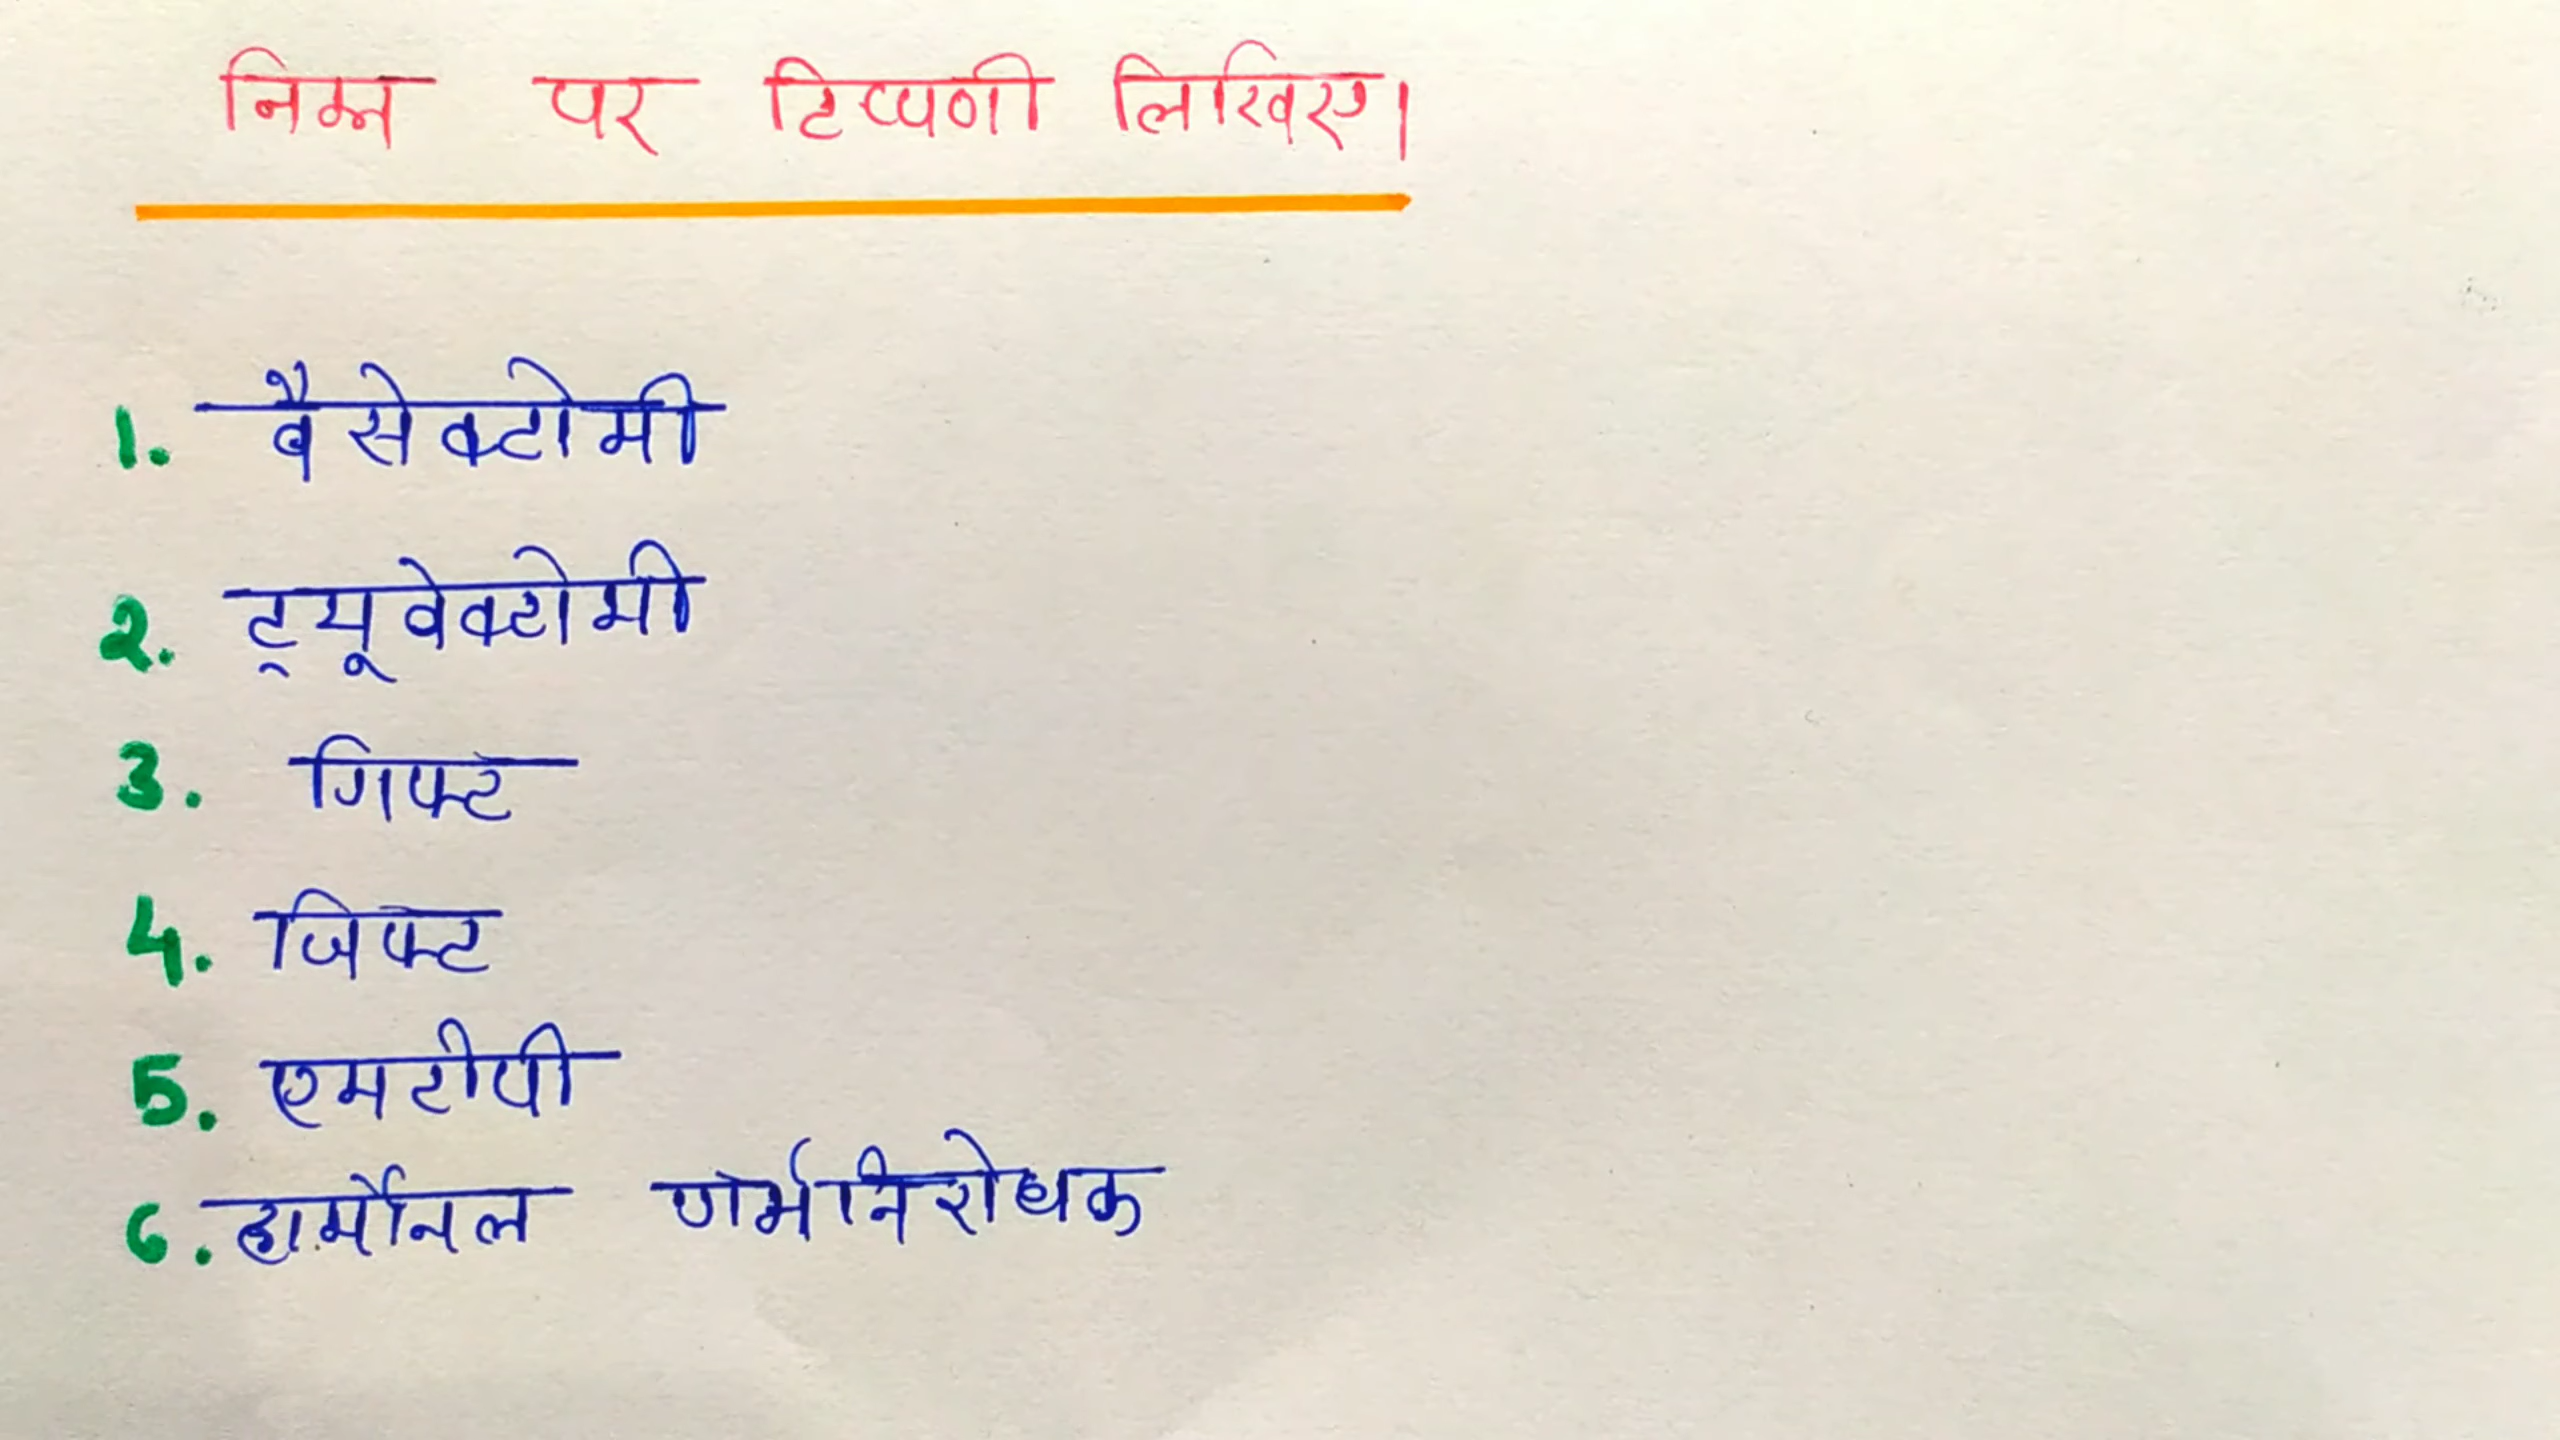 निम्न पर टिप्पणी लिखिए।
1. वैसेक्टोमी
2. ट्यूवेक्टोमी
3. गिफ्ट
4. जिफ्ट
5. एमटीपी
6. हार्मोनल गर्भनिरोधक